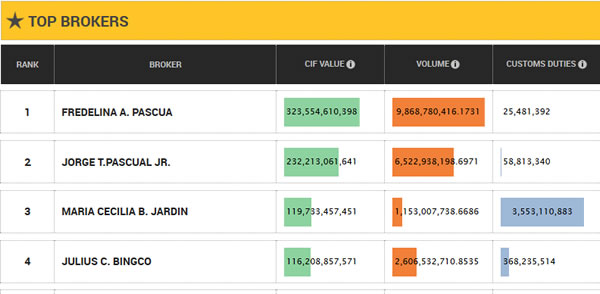 TOP BROKERS
RANK BROKER CIF VALUE VOLUME CUSTOMS DUTIES
1 FREDELINA A. PASCUA 323,554,610,398 9,868,780,416.1731 25,481,392
2 JORGE T.PASCUAL JR. 232,213,061,641 6,522,938,198.6971 58,813,340
3 MARIA CECILIA B. JARDIN 119,733,457,451 1,153,007,738.6686 3,553,110,883
4 JULIUS C. BINGCO 116,208,857,571 2,606,532,710.8535 368,235,514